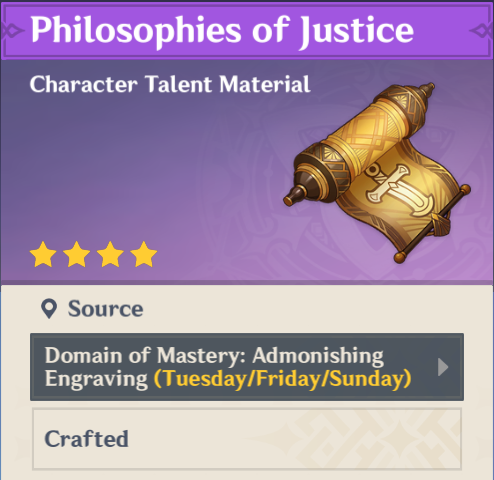 Philosophies of Justice
Character Talent Material
Source
Domain of Mastery: Admonishing
Engraving (Tuesday/Friday/Sunday)
Crafted